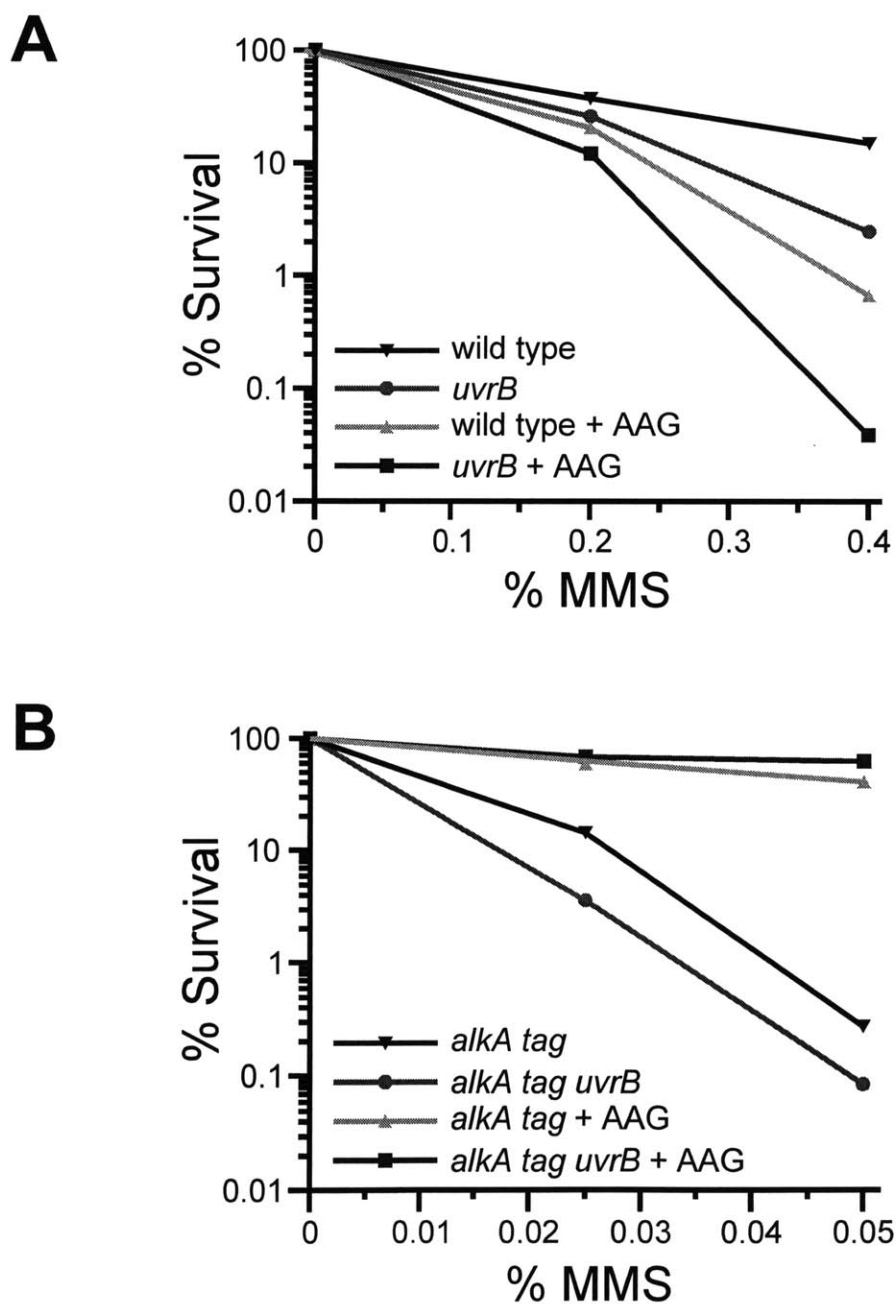 A
100
10
1
0.1
0.01
% Survival
wild type
uvrB
wild type + AAG
uvrB + AAG
0 0.1 0.2 0.3 0.4
% MMS
B
100
10
1
0.1
0.01
% Survival
alkA tag
alkA tag uvrB
alkA tag + AAG
alkA tag uvrB + AAG
0 0.01 0.02 0.03 0.04 0.05
% MMS